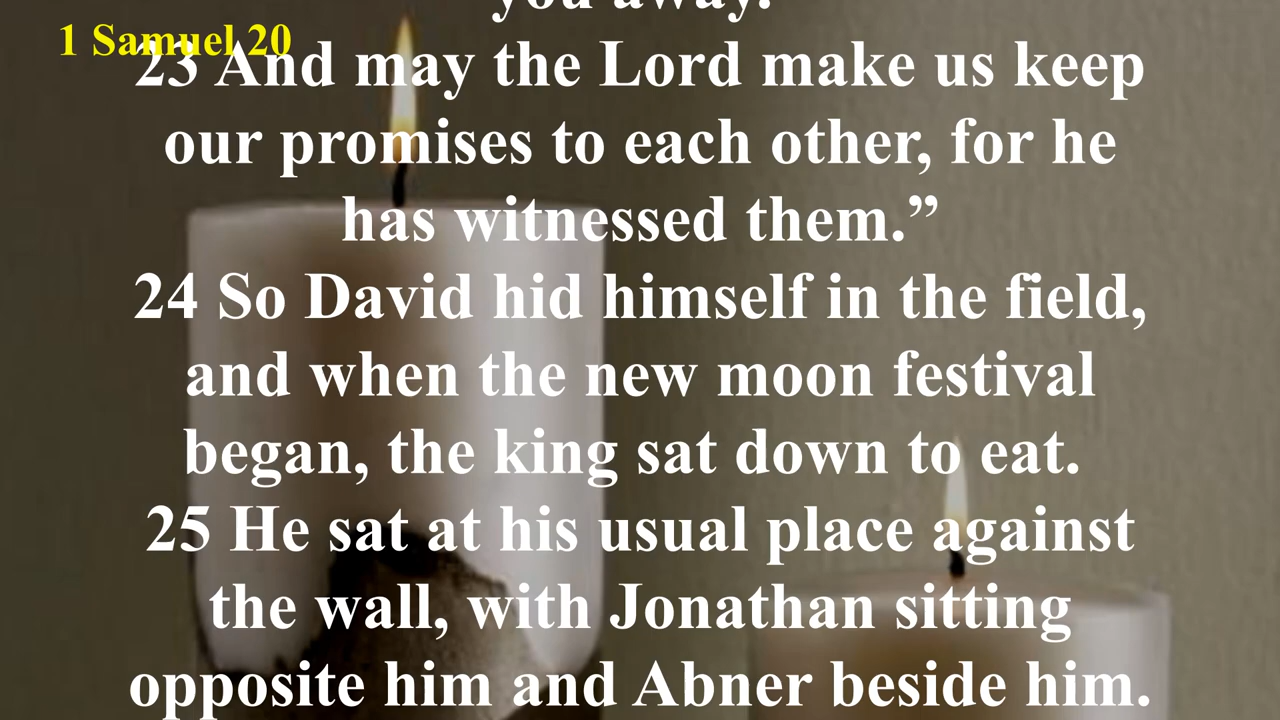 you away.
1 Samuel 20
23 And may the Lord make us keep
our promises to each other, for he
has witnessed them.”
24 So David hid himself in the field,
and when the new moon festival
began, the king sat down to eat.
25 He sat at his usual place against
the wall, with Jonathan sitting
opposite him and Abner beside him.